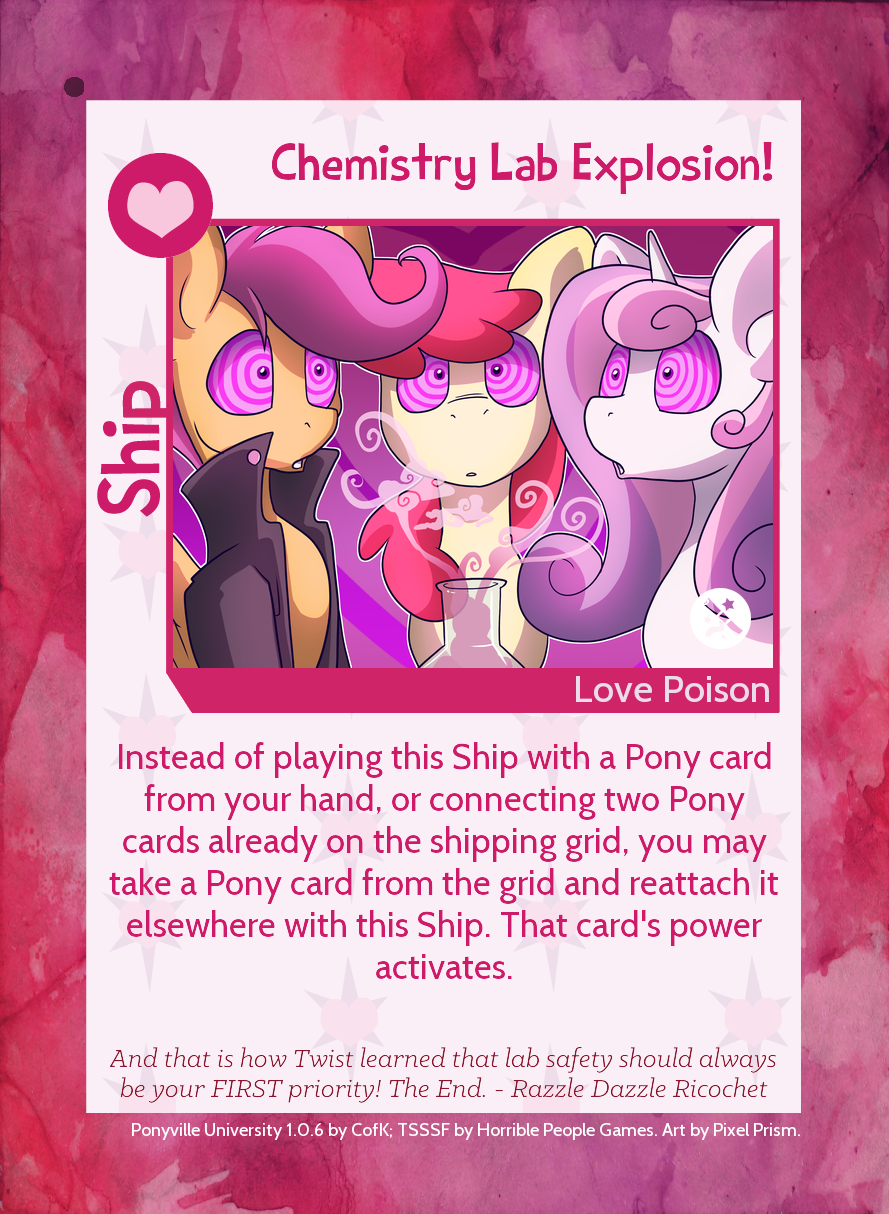 Chemistry Lab Explosion!
Ship
Love Poison
Instead of playing this Ship with a Pony card
from your hand, or connecting two Pony
cards already on the shipping grid, you may
take a Pony card from the grid and reattach it
elsewhere with this Ship. That card's power
activates.
And that is how Twist learned that lab safety should always
be your FIRST priority! The End. - Razzle Dazzle Ricochet
Ponyville University 1.0.6 by CofK; TSSSF by Horrible People Games. Art by Pixel Prism.